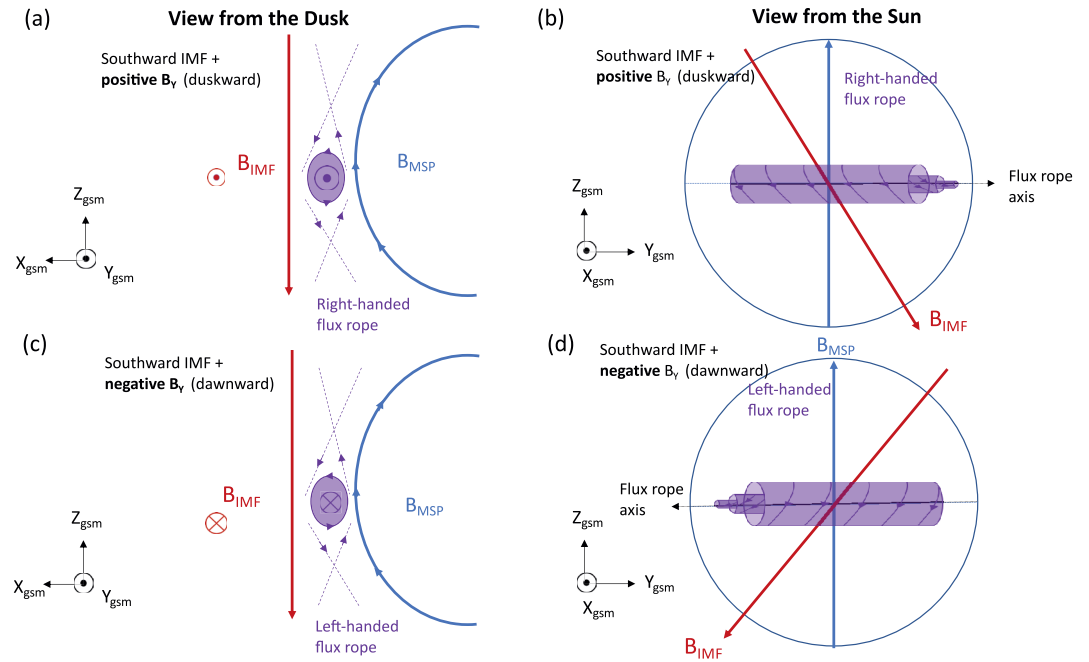 (a)
View from the Dusk
Southward IMF +
positive BY (duskward)
BIMF
BMSP
Zgsm
Xgsm
Ygsm
Right-handed
flux rope
(b)
View from the Sun
Southward IMF +
positive BY (duskward)
Right-handed
flux rope
Flux rope
axis
Zgsm
Ygsm
Xgsm
BIMF
(c)
Southward IMF +
negative BY (dawnward)
BIMF
BMSP
Zgsm
Xgsm
Ygsm
Left-handed
flux rope
(d)
Southward IMF +
negative BY (dawnward)
BMSP
Left-handed
flux rope
Flux rope
axis
Zgsm
Ygsm
Xgsm
BIMF